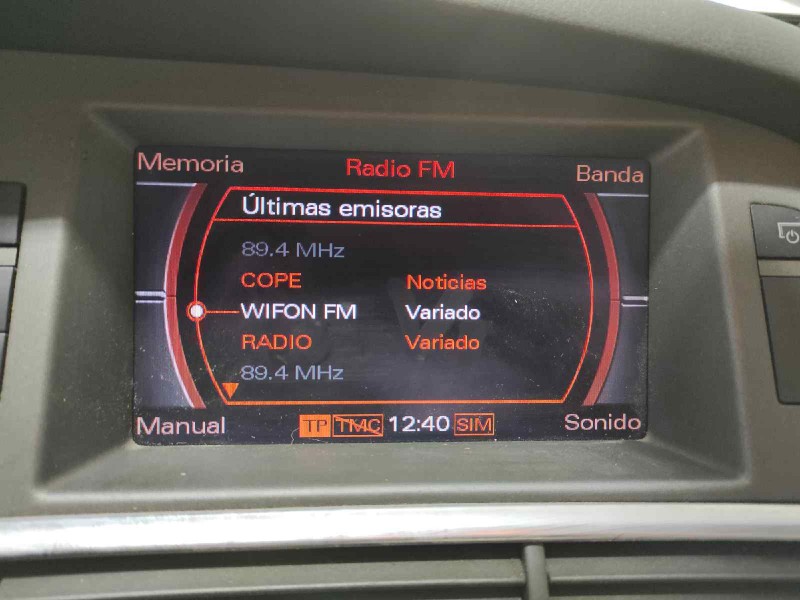 Memoria Radio FM Banda
Últimas emisoras
89.4 MHz
COPE Noticias
WIFON FM Variado
RADIO Variado
89.4 MHz
Manual TP TMC 12:40 SIM Sonido